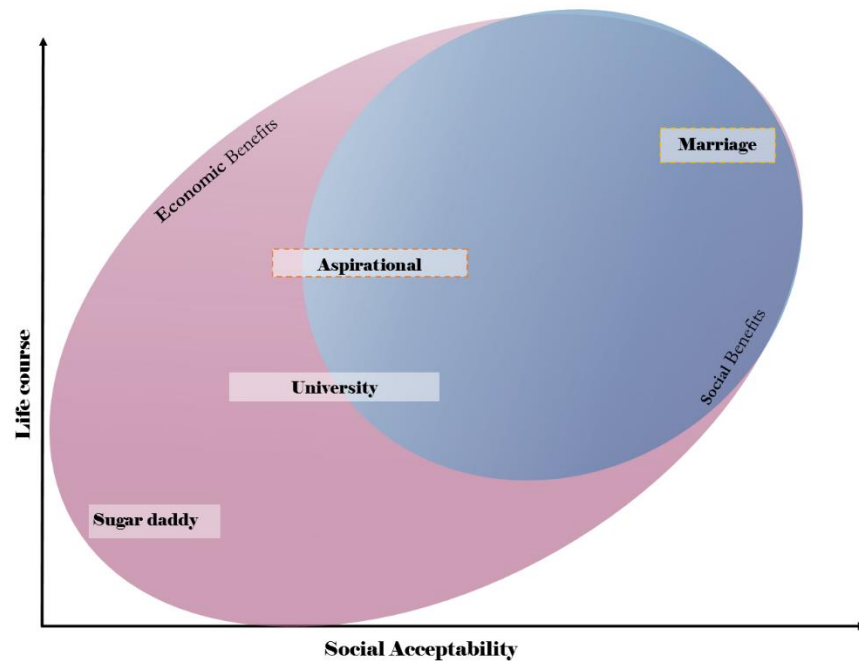 Economic Benefits
Marriage
Aspirational
Social Benefits
University
Life course
Sugar daddy
Social Acceptability